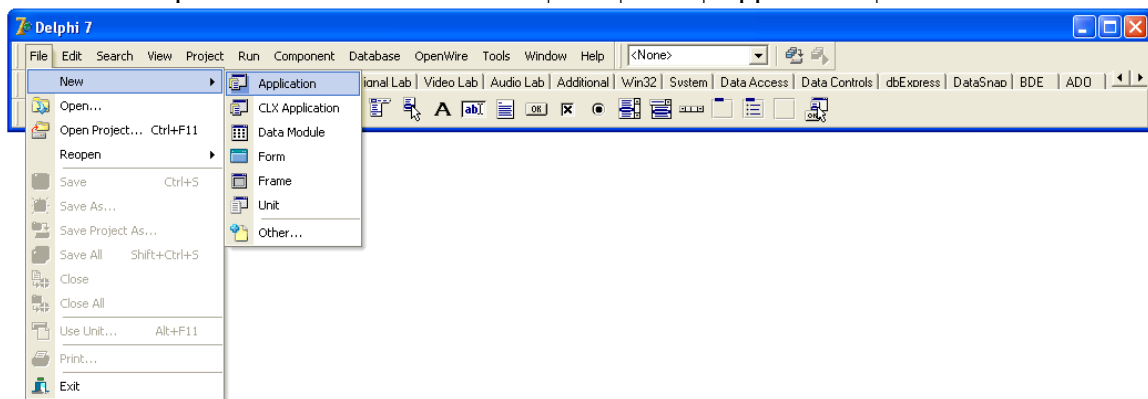 Delphi 7
File Edit Search View Project Run Component Database OpenWire Tools Window Help <None>
New Application ional Lab Video Lab Audio Lab Additional Win32 System Data Access Data Controls dbExpress DataSnap BDE ADO
Open... CLX Application
Open Project... Ctrl+F11 Data Module
Reopen Form
Save Ctrl+S Frame
Save As... Unit
Save Project As... Other...
Save All Shift+Ctrl+S
Close
Close All
Use Unit... Alt+F11
Print...
Exit